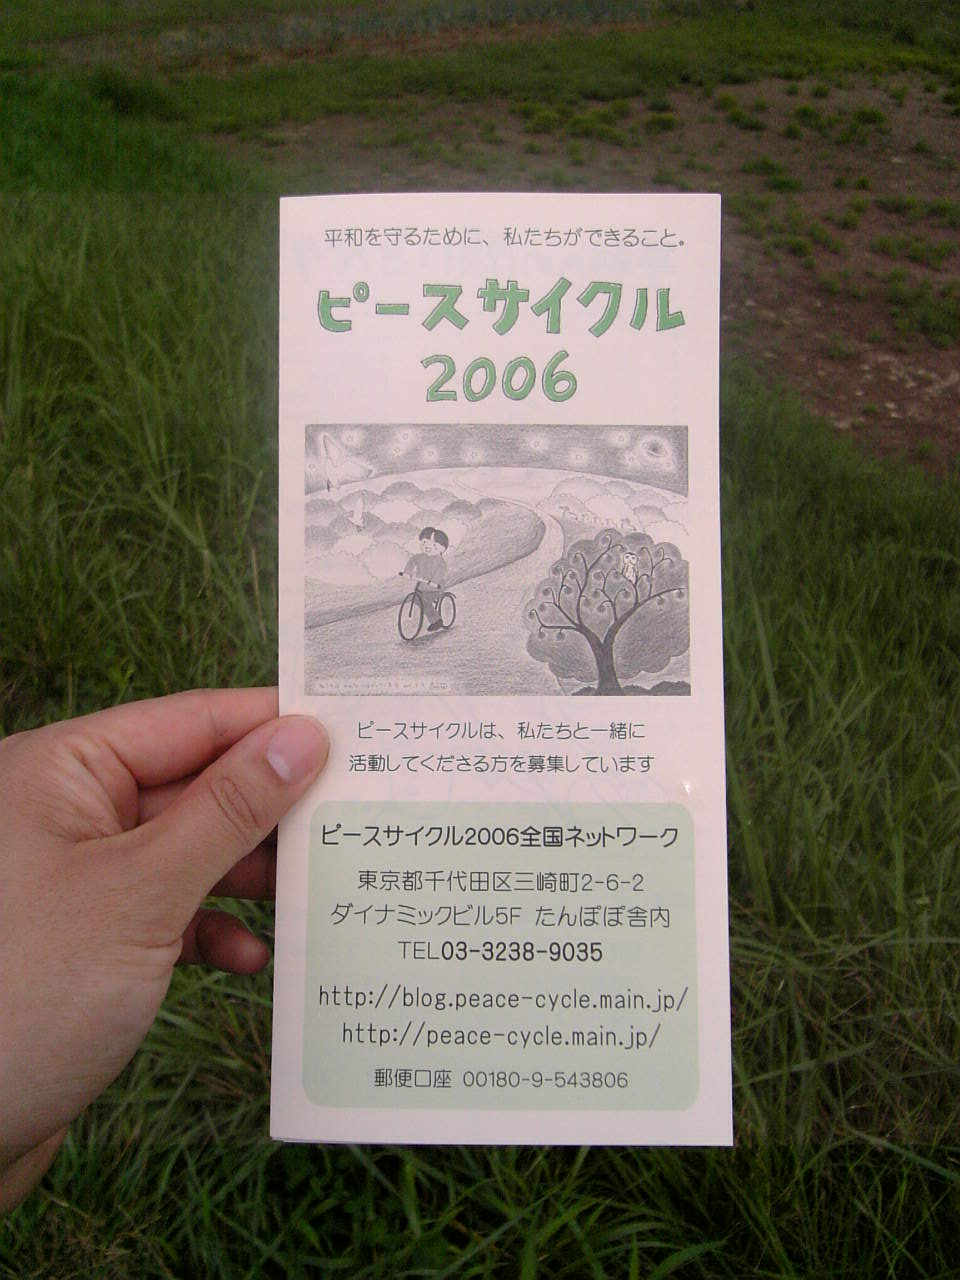 平和を守るために、私たちができること。
ピースサイクル
2006
ピースサイクルは、私たちと一緒に
活動してくださる方を募集しています
ピースサイクル2006全国ネットワーク
東京都千代田区三崎町2-6-2
ダイナミックビル5F たんぽぽ舎内
TEL03-3238-9035
http://blog.peace-cycle.main.jp/
http://peace-cycle.main.jp/
郵便口座 00180-9-543806